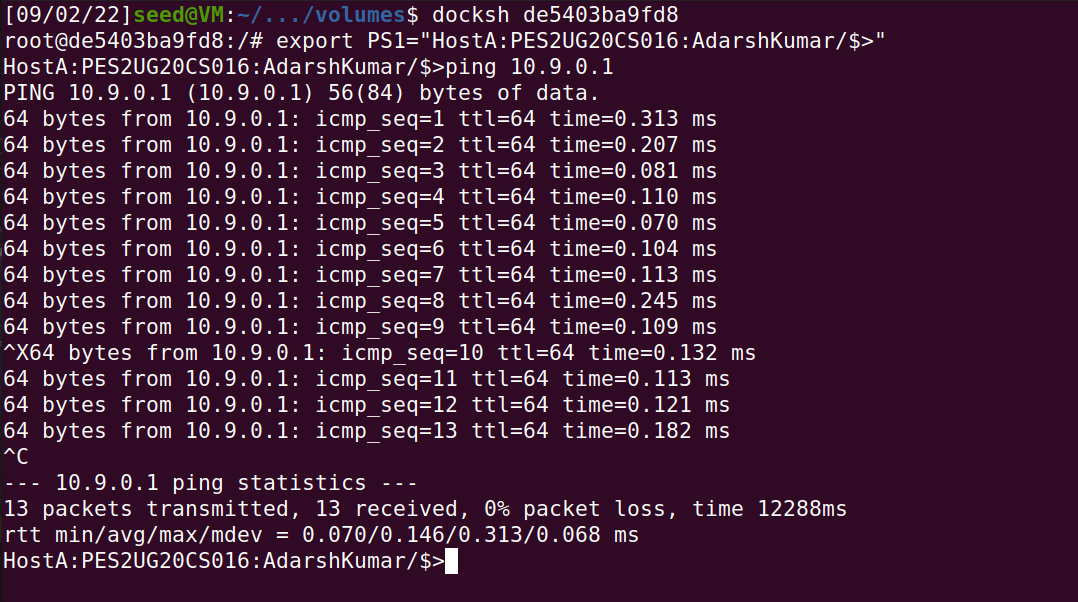 [09/02/22]seed@VM:~/.../volumes$ docksh de5403ba9fd8
root@de5403ba9fd8:/# export PS1="HostA:PES2UG20CS016:AdarshKumar/$>"
HostA:PES2UG20CS016:AdarshKumar/$>ping 10.9.0.1
PING 10.9.0.1 (10.9.0.1) 56(84) bytes of data.
64 bytes from 10.9.0.1: icmp_seq=1 ttl=64 time=0.313 ms
64 bytes from 10.9.0.1: icmp_seq=2 ttl=64 time=0.207 ms
64 bytes from 10.9.0.1: icmp_seq=3 ttl=64 time=0.081 ms
64 bytes from 10.9.0.1: icmp_seq=4 ttl=64 time=0.110 ms
64 bytes from 10.9.0.1: icmp_seq=5 ttl=64 time=0.070 ms
64 bytes from 10.9.0.1: icmp_seq=6 ttl=64 time=0.104 ms
64 bytes from 10.9.0.1: icmp_seq=7 ttl=64 time=0.113 ms
64 bytes from 10.9.0.1: icmp_seq=8 ttl=64 time=0.245 ms
64 bytes from 10.9.0.1: icmp_seq=9 ttl=64 time=0.109 ms
^X64 bytes from 10.9.0.1: icmp_seq=10 ttl=64 time=0.132 ms
64 bytes from 10.9.0.1: icmp_seq=11 ttl=64 time=0.113 ms
64 bytes from 10.9.0.1: icmp_seq=12 ttl=64 time=0.121 ms
64 bytes from 10.9.0.1: icmp_seq=13 ttl=64 time=0.182 ms
^C
--- 10.9.0.1 ping statistics ---
13 packets transmitted, 13 received, 0% packet loss, time 12288ms
rtt min/avg/max/mdev = 0.070/0.146/0.313/0.068 ms
HostA:PES2UG20CS016:AdarshKumar/$>